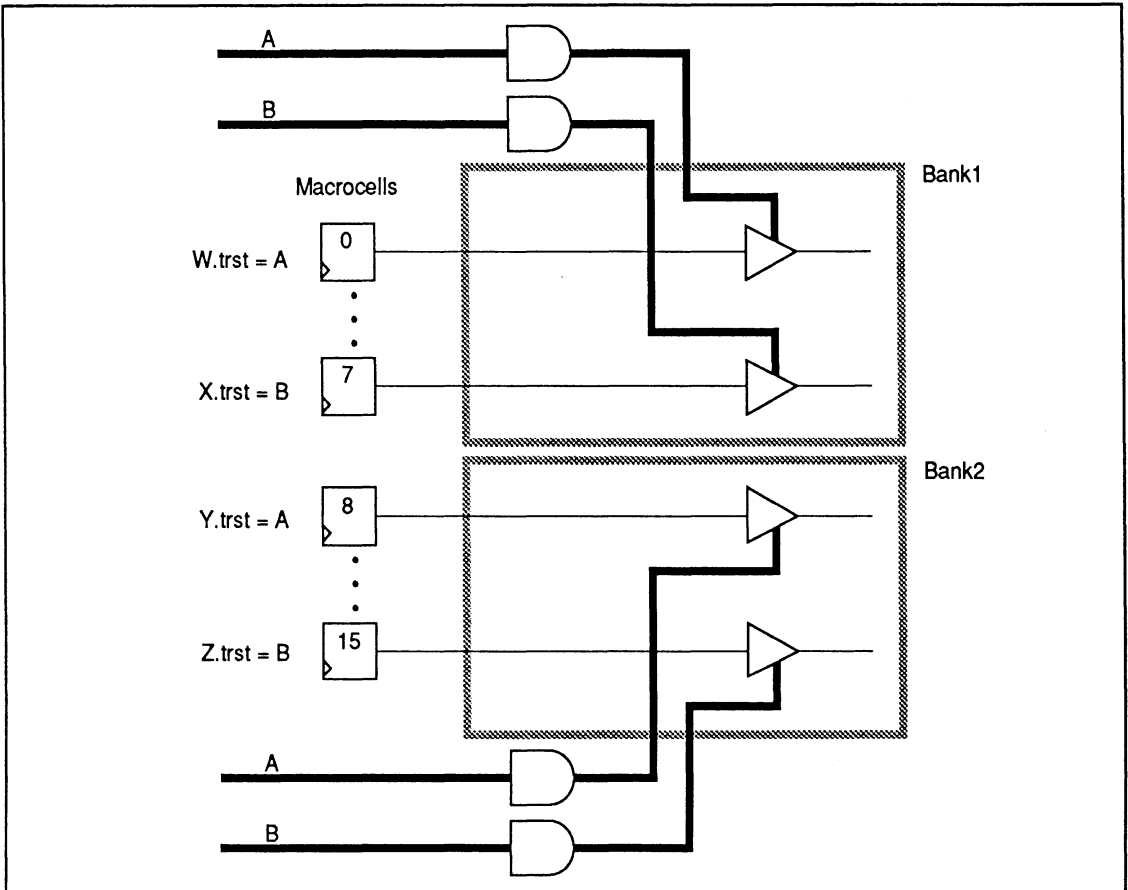 A
B
Bank1
Macrocells
0
W.trst = A
7
X.trst = B
Bank2
8
Y.trst = A
15
Z.trst = B
A
B